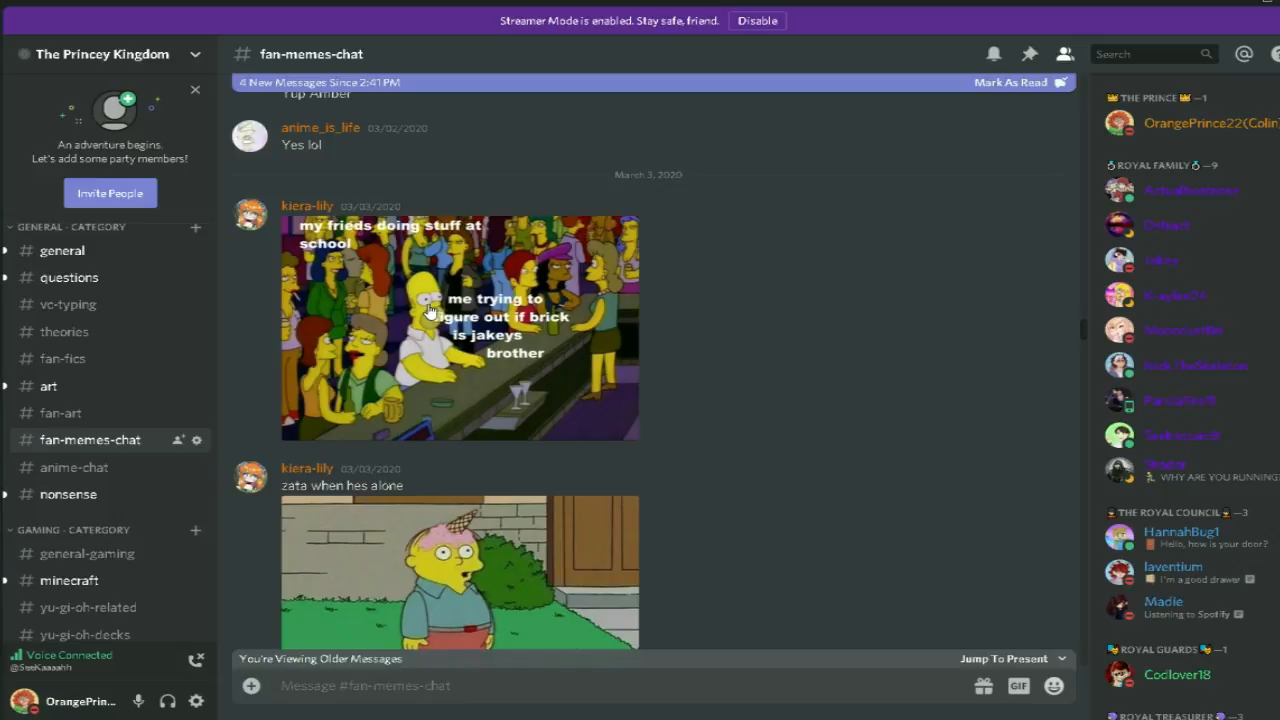 Streamer Mode is enabled. Stay safe, friend.
Disable
The Princey Kingdom
# fan-memes-chat
Search
4 New Messages Since 2:41 PM
Mark As Read
An adventure begins.
Let's add some party members!
Invite People
GENERAL - CATEGORY
# general
# questions
# vc-typing
# theories
# fan-fics
# art
# fan-art
# fan-memes-chat
# anime-chat
# nonsense
GAMING - CATERGORY
# general-gaming
# minecraft
# yu-gi-oh-related
# yu-gi-oh-decks
Voice Connected
@SeeKaaaahh
OrangePrin...
Yup Amber
anime_is_life 03/02/2020
Yes lol
March 3, 2020
kiera-lily 03/03/2020
my frieds doing stuff at
school
me trying to
figure out if brick
is jakeys
brother
kiera-lily 03/03/2020
zata when hes alone
You're Viewing Older Messages
Jump To Present
Message #fan-memes-chat
GIF
THE PRINCE —1
OrangePrince22(Colin
ROYAL FAMILY —9
WHY ARE YOU RUNNING
THE ROYAL COUNCIL —3
HannahBug1
Hello, how is your door?
laventium
I'm a good drawer
Madie
Listening to Spotify
ROYAL GUARDS —1
Codlover18
ROYAL TREASURER —3